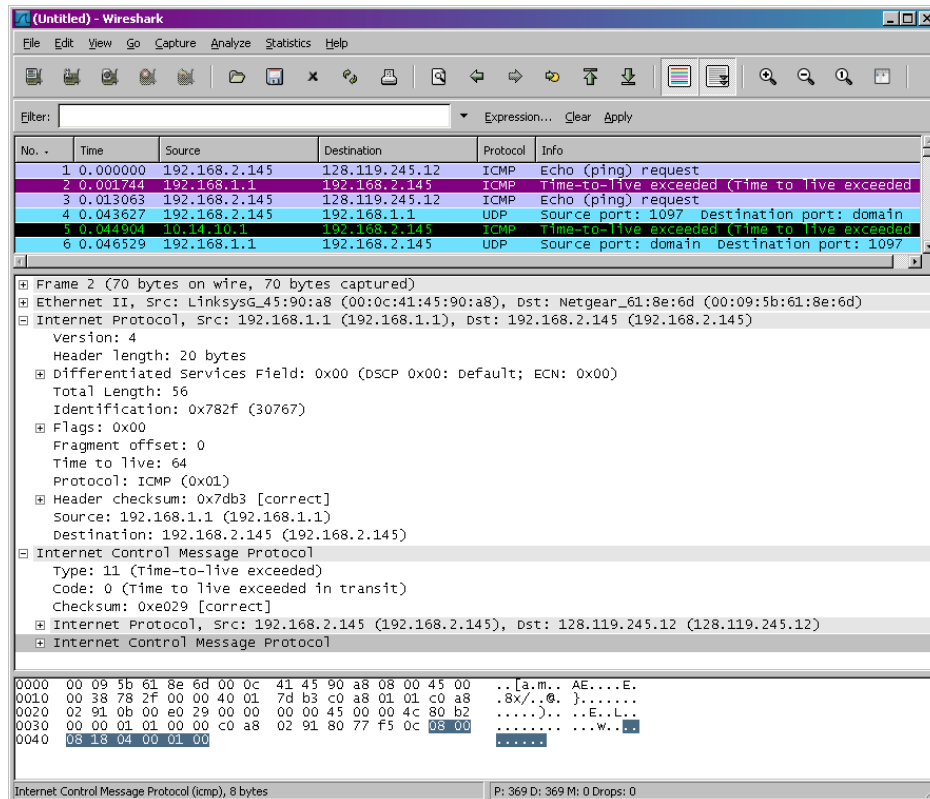 (Untitled) - Wireshark
File Edit View Go Capture Analyze Statistics Help
Filter: Expression... Clear Apply
No. . Time Source Destination Protocol Info
1 0.000000 192.168.2.145 128.119.245.12 ICMP Echo (ping) request
2 0.001744 192.168.1.1 192.168.2.145 ICMP Time-to-live exceeded (Time to live exceeded
3 0.013063 192.168.2.145 128.119.245.12 ICMP Echo (ping) request
4 0.043627 192.168.2.145 192.168.1.1 UDP Source port: 1097 Destination port: domain
5 0.044904 10.14.10.1 192.168.2.145 ICMP Time-to-live exceeded (Time to live exceeded
6 0.046529 192.168.1.1 192.168.2.145 UDP Source port: domain Destination port: 1097
Frame 2 (70 bytes on wire, 70 bytes captured)
Ethernet II, Src: LinksysG_45:90:a8 (00:0c:41:45:90:a8), Dst: Netgear_61:8e:6d (00:09:5b:61:8e:6d)
Internet Protocol, Src: 192.168.1.1 (192.168.1.1), Dst: 192.168.2.145 (192.168.2.145)
Version: 4
Header length: 20 bytes
Differentiated Services Field: 0x00 (DSCP 0x00: Default; ECN: 0x00)
Total Length: 56
Identification: 0x782f (30767)
Flags: 0x00
Fragment offset: 0
Time to live: 64
Protocol: ICMP (0x01)
Header checksum: 0x7db3 [correct]
Source: 192.168.1.1 (192.168.1.1)
Destination: 192.168.2.145 (192.168.2.145)
Internet Control Message Protocol
Type: 11 (Time-to-live exceeded)
Code: 0 (Time to live exceeded in transit)
Checksum: 0xe029 [correct]
Internet Protocol, Src: 192.168.2.145 (192.168.2.145), Dst: 128.119.245.12 (128.119.245.12)
Internet Control Message Protocol
0000 00 09 5b 61 8e 6d 00 0c 41 45 90 a8 08 00 45 00 ..[a.m.. AE....E.
0010 00 38 78 2f 00 00 40 01 7d b3 c0 a8 01 01 c0 a8 .8x/..@. }.......
0020 02 91 0b 00 e0 29 00 00 00 00 45 00 00 4c 80 b2 .....).. ..E..L..
0030 00 00 01 01 00 00 c0 a8 02 91 80 77 f5 0c 08 00 ........ ...w....
0040 08 18 04 00 01 00 ......
Internet Control Message Protocol (icmp), 8 bytes P: 369 D: 369 M: 0 Drops: 0